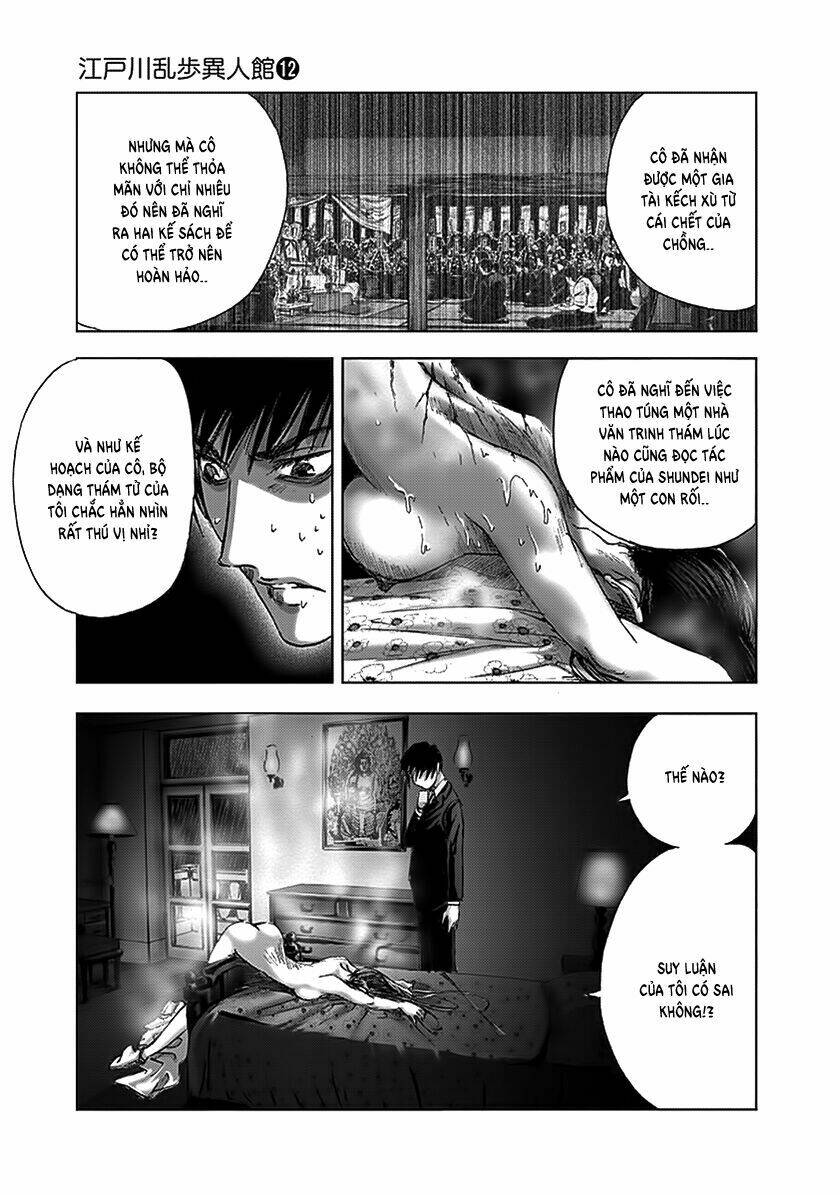 江戸川乱歩異人館⓬
CÔ ĐÃ NHẬN
ĐƯỢC MỘT GIA
TÀI KẾCH XÙ TỪ
CÁI CHẾT CỦA
CHỒNG..
NHƯNG MÀ CÔ
KHÔNG THỂ THỎA
MÃN VỚI CHỈ NHIÊU
ĐÓ NÊN ĐÃ NGHĨ
RA HAI KẾ SÁCH ĐỂ
CÓ THỂ TRỞ NÊN
HOÀN HẢO..
CÔ ĐÃ NGHĨ ĐẾN VIỆC
THAO TÚNG MỘT NHÀ
VĂN TRINH THÁM LÚC
NÀO CŨNG ĐỌC TÁC
PHẨM CỦA SHUNDEI NHƯ
MỘT CON RỐI..
VÀ NHƯ KẾ
HOẠCH CỦA CÔ, BỘ
DẠNG THÁM TỬ CỦA
TÔI CHẮC HẲN NHÌN
RẤT THÚ VỊ NHỈ?
THẾ NÀO?
SUY LUẬN
CỦA TÔI CÓ SAI
KHÔNG!?